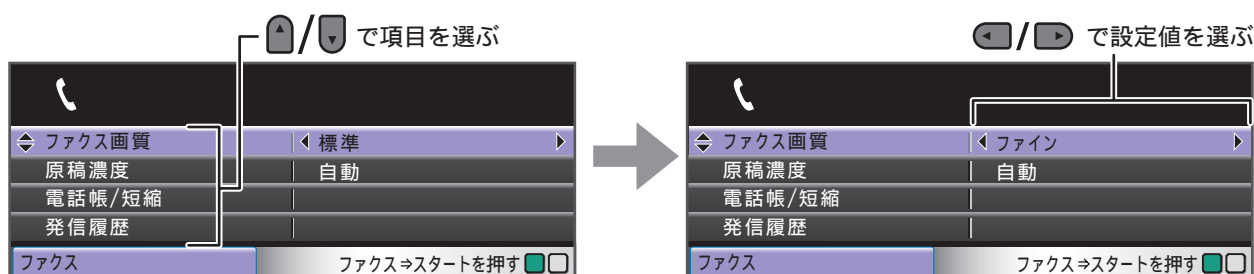 で項目を選ぶ
ファクス画質 標準
原稿濃度 自動
電話帳/短縮
発信履歴
ファクス ファクス⇒スタートを押す
で設定値を選ぶ
ファクス画質 ファイン
原稿濃度 自動
電話帳/短縮
発信履歴
ファクス ファクス⇒スタートを押す